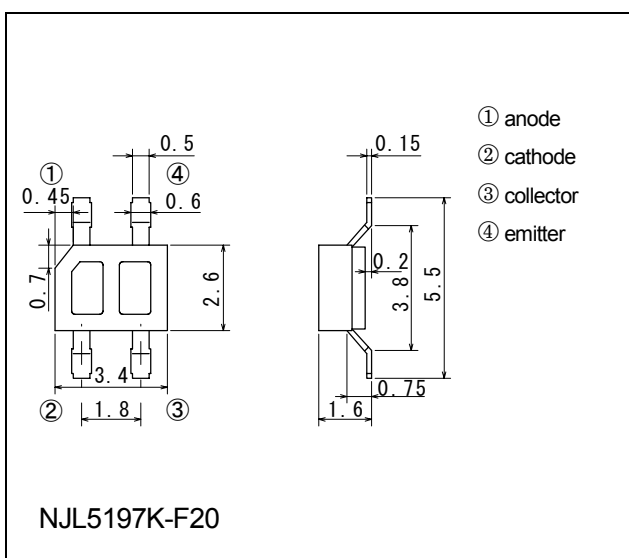 ① anode
② cathode
③ collector
④ emitter
0.5
① ④
0.45 0.6
0.7
2.6
3.4
② 1.8 ③
0.15
0.2
3.8
5.5
0.75
1.6
NJL5197K-F20